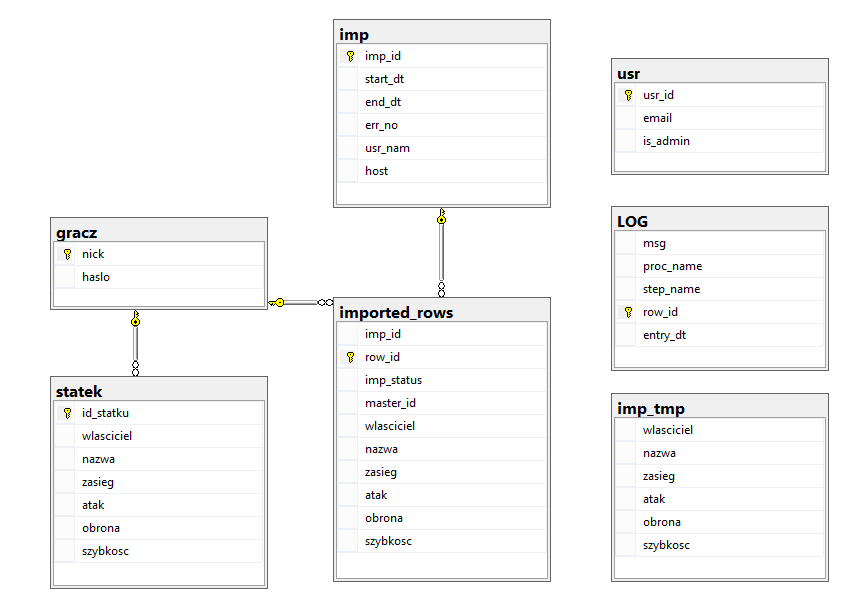 imp
imp_id
start_dt
end_dt
err_no
usr_nam
host
usr
usr_id
email
is_admin
gracz
nick
haslo
LOG
msg
proc_name
step_name
row_id
entry_dt
statek
id_statku
wlasciciel
nazwa
zasieg
atak
obrona
szybkosc
imported_rows
imp_id
row_id
imp_status
master_id
wlasciciel
nazwa
zasieg
atak
obrona
szybkosc
imp_tmp
wlasciciel
nazwa
zasieg
atak
obrona
szybkosc